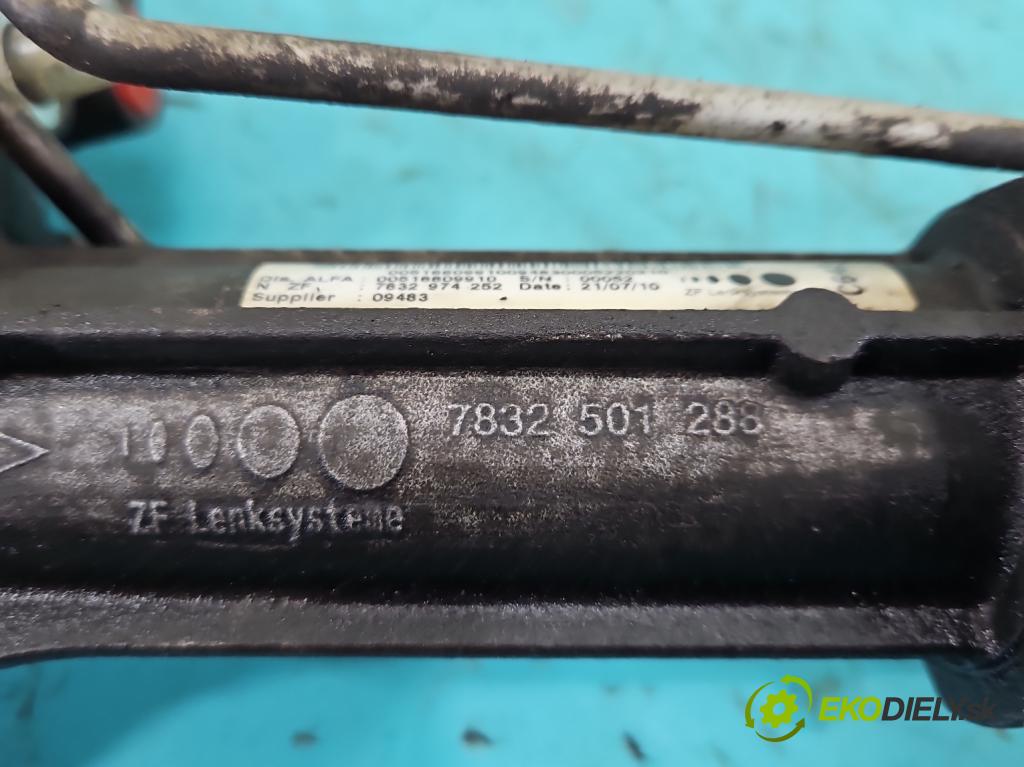 ALFA : 00518809910 S/N : 00052
N ZF. : 7832 974 252 Date : 21/07/10
Supplier : 09483
7832 501 288
ZF Lenksysteme
EKODIELY.sk